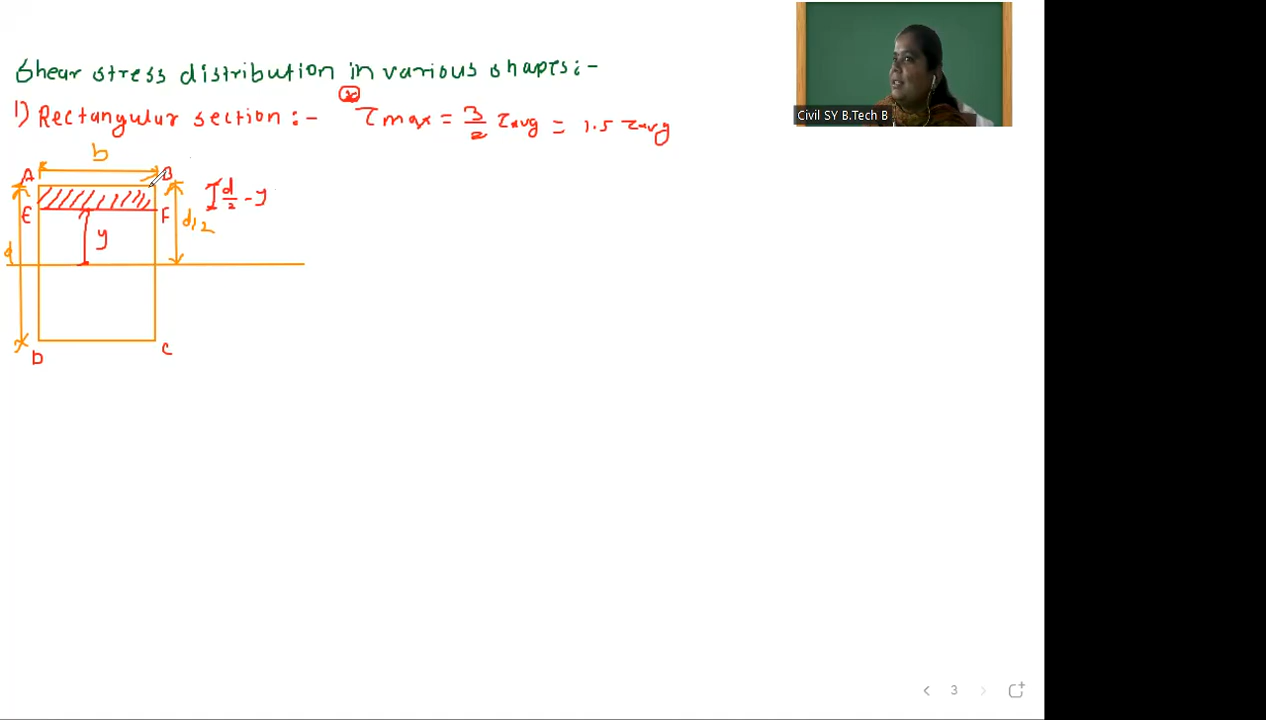 Shear stress distribution in various shapes:-
1) Rectangular section :- * τmax = 3/2 τavg = 1.5 τavg
Civil SY B.Tech B
b
A B
d/2 - y
E F
d/2
y
d
D C
3